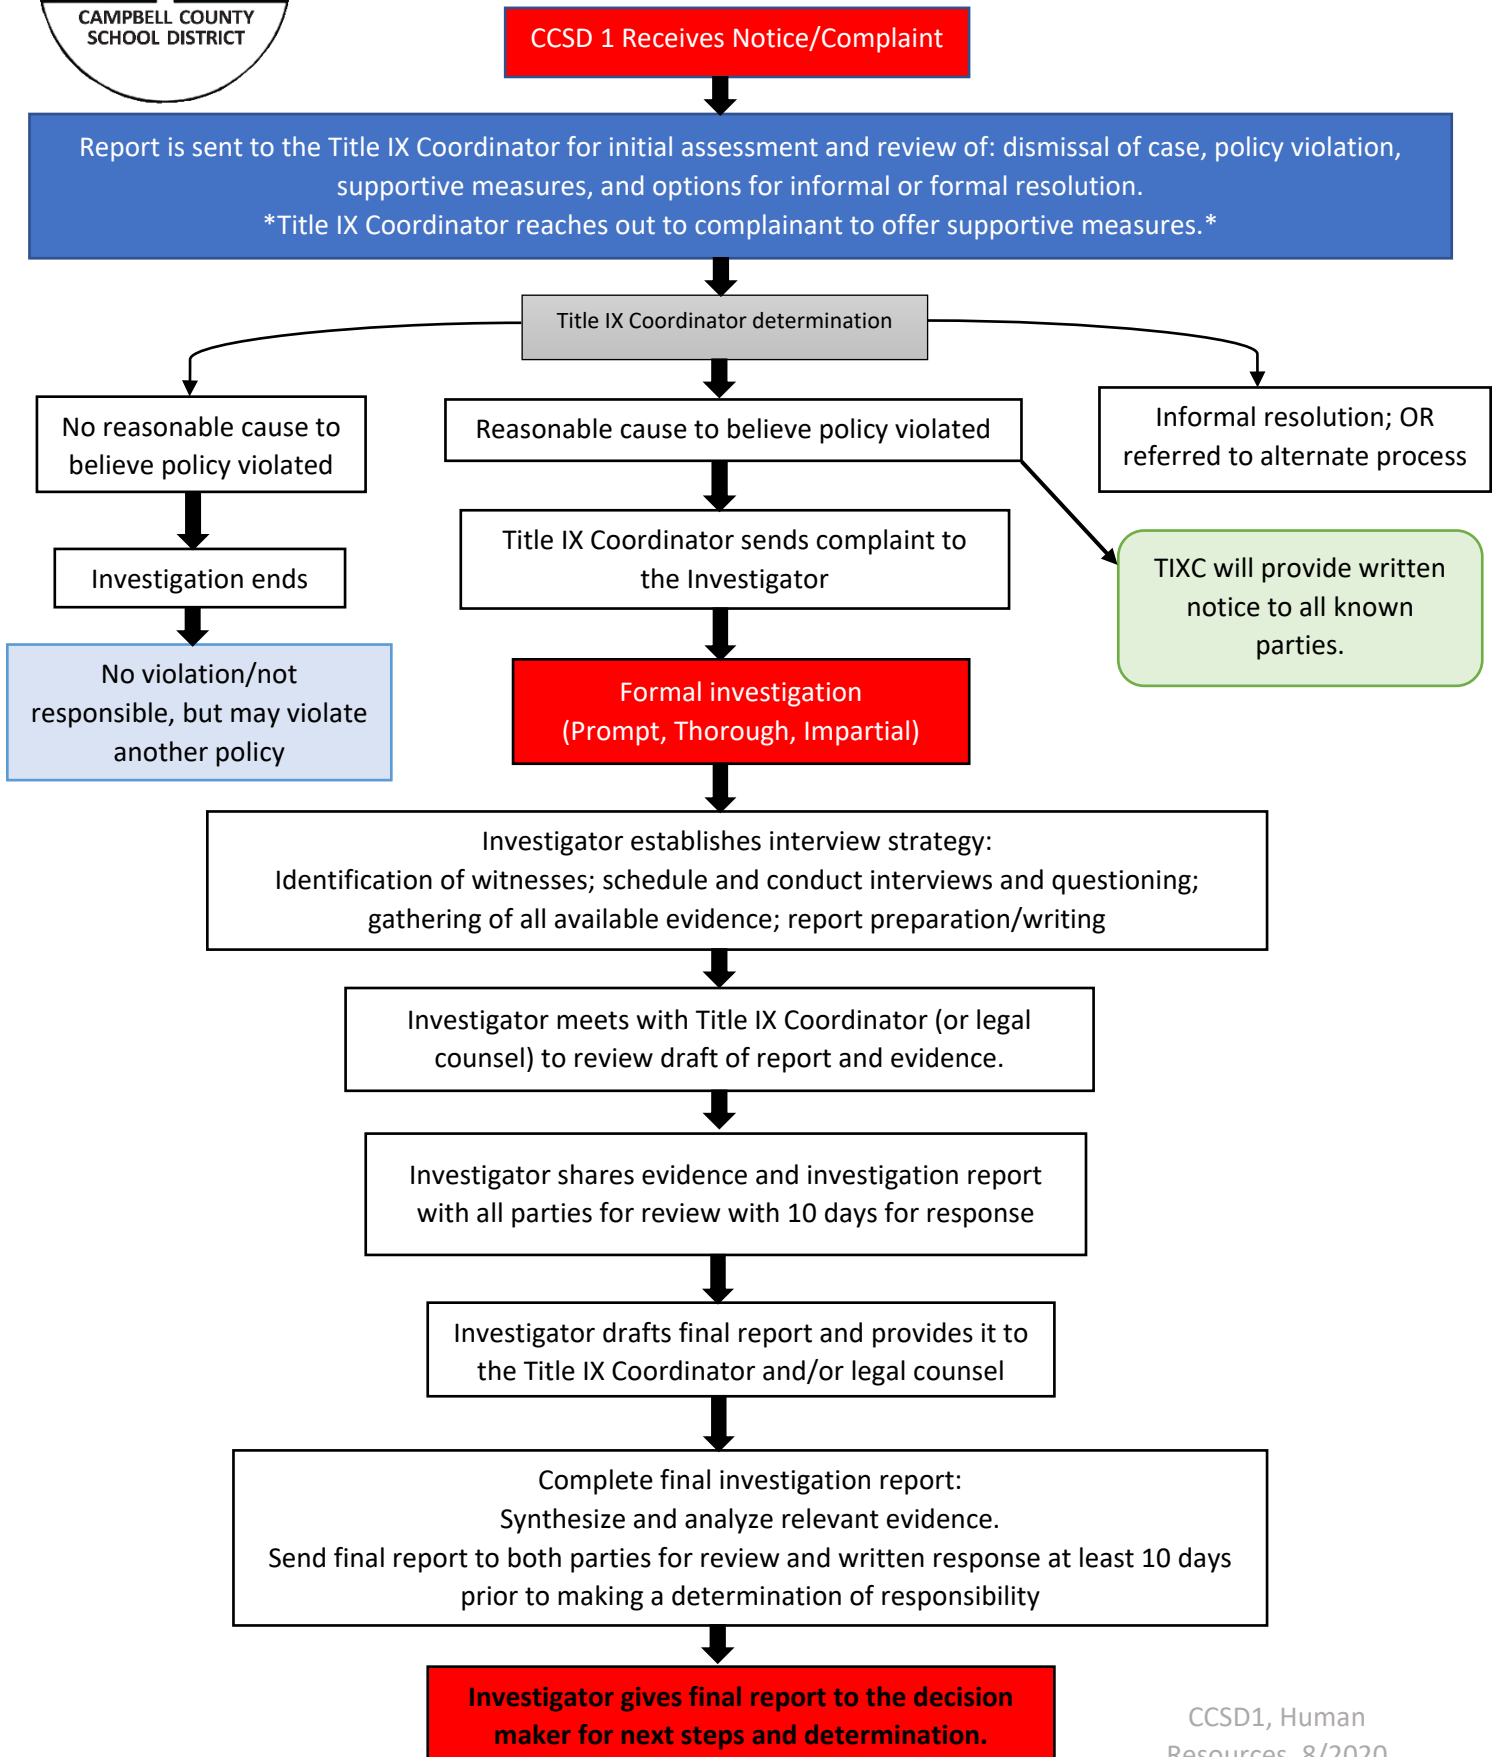 CAMPBELL COUNTY
SCHOOL DISTRICT
CCSD 1 Receives Notice/Complaint
Report is sent to the Title IX Coordinator for initial assessment and review of: dismissal of case, policy violation,
supportive measures, and options for informal or formal resolution.
*Title IX Coordinator reaches out to complainant to offer supportive measures.*
Title IX Coordinator determination
No reasonable cause to
believe policy violated
Reasonable cause to believe policy violated
Informal resolution; OR
referred to alternate process
Investigation ends
Title IX Coordinator sends complaint to
the Investigator
TIXC will provide written
notice to all known
parties.
No violation/not
responsible, but may violate
another policy
Formal investigation
(Prompt, Thorough, Impartial)
Investigator establishes interview strategy:
Identification of witnesses; schedule and conduct interviews and questioning;
gathering of all available evidence; report preparation/writing
Investigator meets with Title IX Coordinator (or legal
counsel) to review draft of report and evidence.
Investigator shares evidence and investigation report
with all parties for review with 10 days for response
Investigator drafts final report and provides it to
the Title IX Coordinator and/or legal counsel
Complete final investigation report:
Synthesize and analyze relevant evidence.
Send final report to both parties for review and written response at least 10 days
prior to making a determination of responsibility
Investigator gives final report to the decision
maker for next steps and determination.
CCSD1, Human
Resources, 8/2020